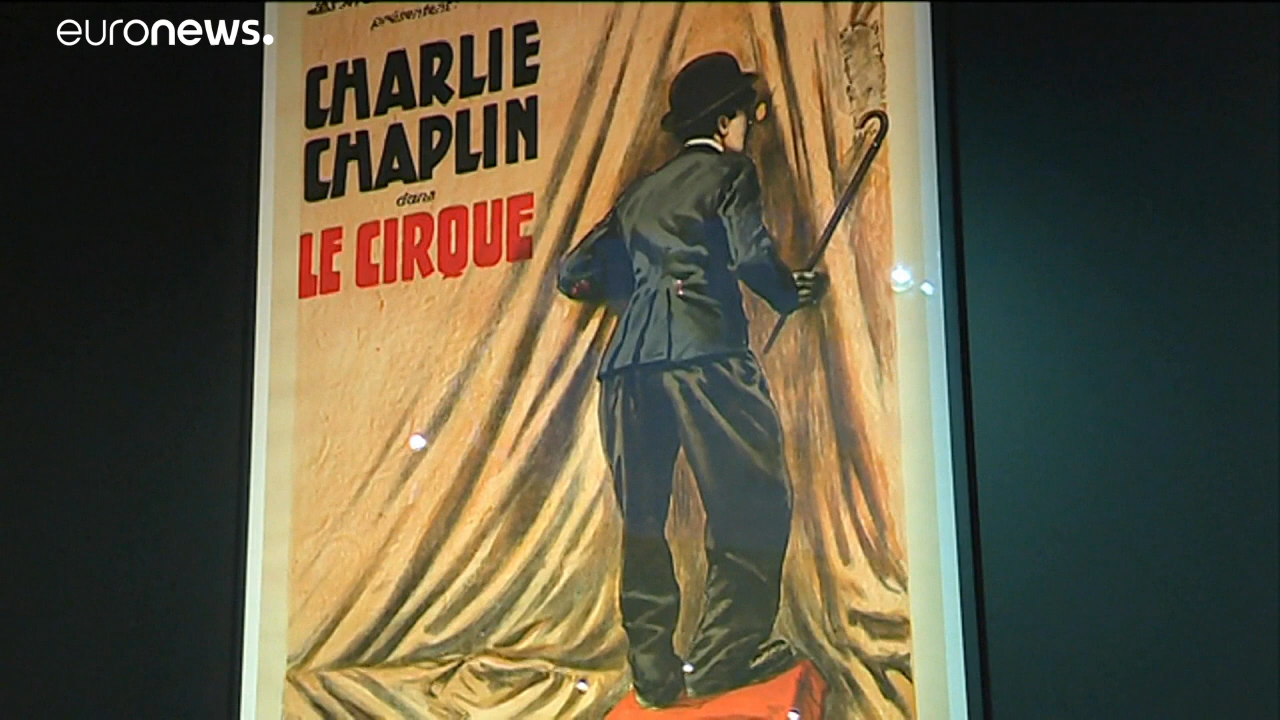 euronews.
présentent:
CHARLIE
CHAPLIN
dans
LE CIRQUE